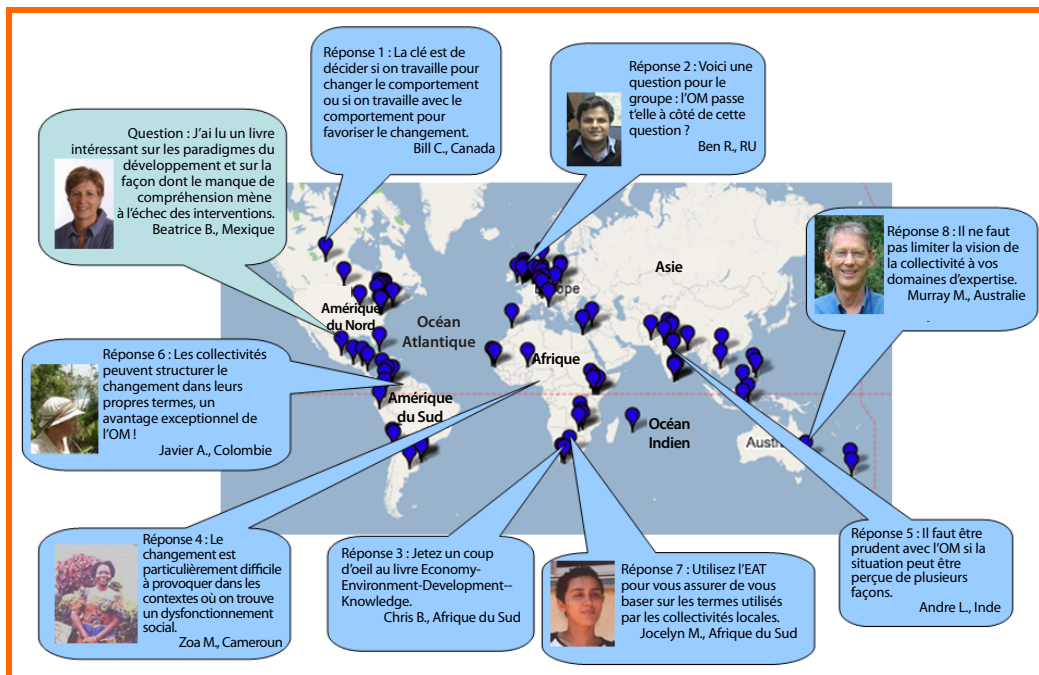 Question : J'ai lu un livre
intéressant sur les paradigmes du
développement et sur la
façon dont le manque de
compréhension mène
à l'échec des interventions.
Beatrice B., Mexique
Réponse 1 : La clé est de
décider si on travaille pour
changer le comportement
ou si on travaille avec le
comportement pour
favoriser le changement.
Bill C., Canada
Réponse 2 : Voici une
question pour le
groupe : l'OM passe
t'elle à côté de cette
question ?
Ben R., RU
Réponse 8 : Il ne faut
pas limiter la vision de
la collectivité à vos
domaines d'expertise.
Murray M., Australie
Asie
Europe
Amérique
du Nord
Océan
Atlantique
Afrique
Amérique
du Sud
Océan
Indien
Austr
Réponse 6 : Les collectivités
peuvent structurer le
changement dans leurs
propres termes, un
avantage exceptionnel de
l'OM !
Javier A., Colombie
Réponse 4 : Le
changement est
particulièrement difficile
à provoquer dans les
contextes où on trouve
un dysfonctionnement
social.
Zoa M., Cameroun
Réponse 3 : Jetez un coup
d'oeil au livre Economy-
Environment-Development--
Knowledge.
Chris B., Afrique du Sud
Réponse 7 : Utilisez l'EAT
pour vous assurer de vous
baser sur les termes utilisés
par les collectivités locales.
Jocelyn M., Afrique du Sud
Réponse 5 : Il faut être
prudent avec l'OM si la
situation peut être
perçue de plusieurs
façons.
Andre L., Inde